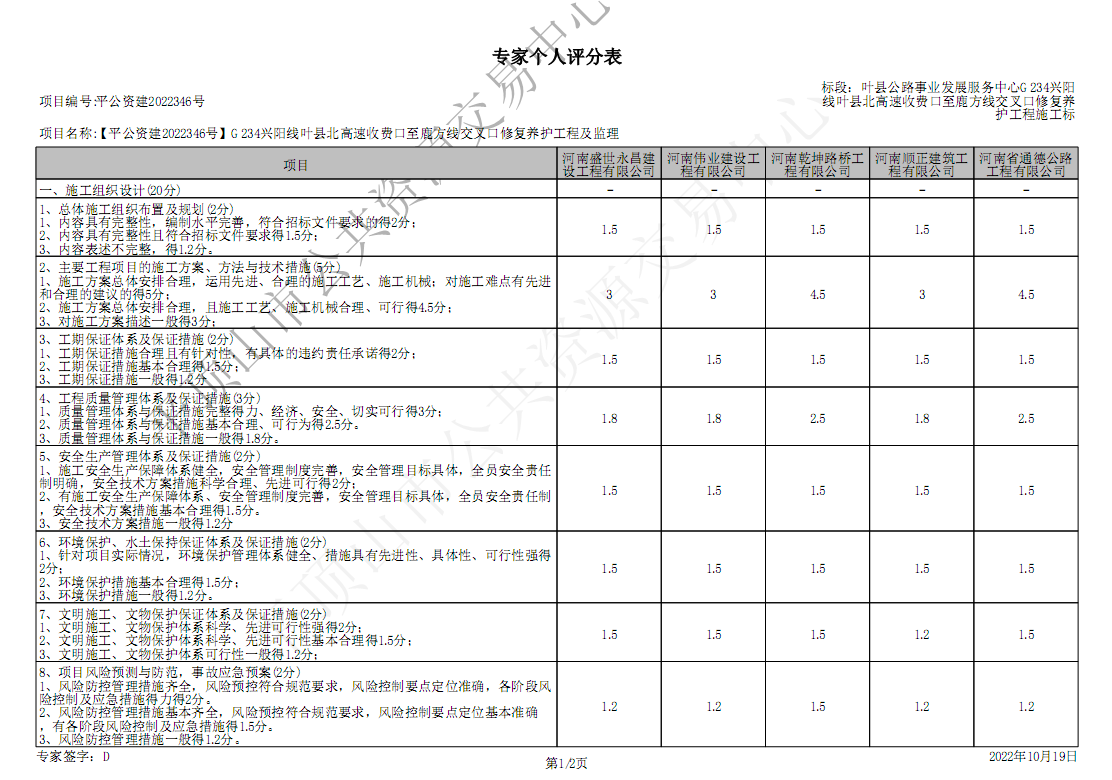 专家个人评分表
项目编号:平公资建2022346号
标段：叶县公路事业发展服务中心G 234兴阳
线叶县北高速收费口至鹿方线交叉口修复养
护工程施工标
项目名称:【平公资建2022346号】G 234兴阳线叶县北高速收费口至鹿方线交叉口修复养护工程及监理
项目
河南盛世永昌建
设工程有限公司
河南伟业建设工
程有限公司
河南乾坤路桥工
程有限公司
河南顺正建筑工
程有限公司
河南省通德公路
工程有限公司
一、施工组织设计(20分)
－ － － － －
1、总体施工组织布置及规划(2分)
1、内容具有完整性，编制水平完善，符合招标文件要求的得2分；
2、内容具有完整性且符合招标文件要求得1.5分；
3、内容表述不完整，得1.2分。
1.5 1.5 1.5 1.5 1.5
2、主要工程项目的施工方案、方法与技术措施(5分)
1、施工方案总体安排合理，运用先进、合理的施工工艺、施工机械；对施工难点有先进
和合理的建议的得5分；
2、施工方案总体安排合理，且施工工艺、施工机械合理、可行得4.5分；
3、对施工方案描述一般得3分；
3 3 4.5 3 4.5
3、工期保证体系及保证措施(2分)
1、工期保证措施合理且有针对性，有具体的违约责任承诺得2分；
2、工期保证措施基本合理得1.5分；
3、工期保证措施一般得1.2分
1.5 1.5 1.5 1.5 1.5
4、工程质量管理体系及保证措施(3分)
1、质量管理体系与保证措施完整得力、经济、安全、切实可行得3分；
2、质量管理体系与保证措施基本合理、可行为得2.5分。
3、质量管理体系与保证措施一般得1.8分。
1.8 1.8 2.5 1.8 2.5
5、安全生产管理体系及保证措施(2分)
1、施工安全生产保障体系健全，安全管理制度完善，安全管理目标具体，全员安全责任
制明确，安全技术方案措施科学合理、先进可行得2分；
2、有施工安全生产保障体系、安全管理制度完善，安全管理目标具体，全员安全责任制
，安全技术方案措施基本合理得1.5分。
3、安全技术方案措施一般得1.2分
1.5 1.5 1.5 1.5 1.5
6、环境保护、水土保持保证体系及保证措施(2分)
1、针对项目实际情况，环境保护管理体系健全、措施具有先进性、具体性、可行性强得
2分；
2、环境保护措施基本合理得1.5分；
3、环境保护措施一般得1.2分。
1.5 1.5 1.5 1.5 1.5
7、文明施工、文物保护保证体系及保证措施(2分)
1、文明施工、文物保护体系科学、先进可行性强得2分；
2、文明施工、文物保护体系科学、先进可行性基本合理得1.5分；
3、文明施工、文物保护体系可行性一般得1.2分；
1.5 1.5 1.5 1.2 1.5
8、项目风险预测与防范，事故应急预案(2分)
1、风险防控管理措施齐全，风险预控符合规范要求，风险控制要点定位准确，各阶段风
险控制及应急措施得力得2分。
2、风险防控管理措施基本齐全，风险预控符合规范要求，风险控制要点定位基本准确
，有各阶段风险控制及应急措施得1.5分。
3、风险防控管理措施一般得1.2分。
1.2 1.2 1.5 1.2 1.2
专家签字：D
2022年10月19日
第1/2页
平顶山市公共资源交易中心
平顶山市公共资源交易中心